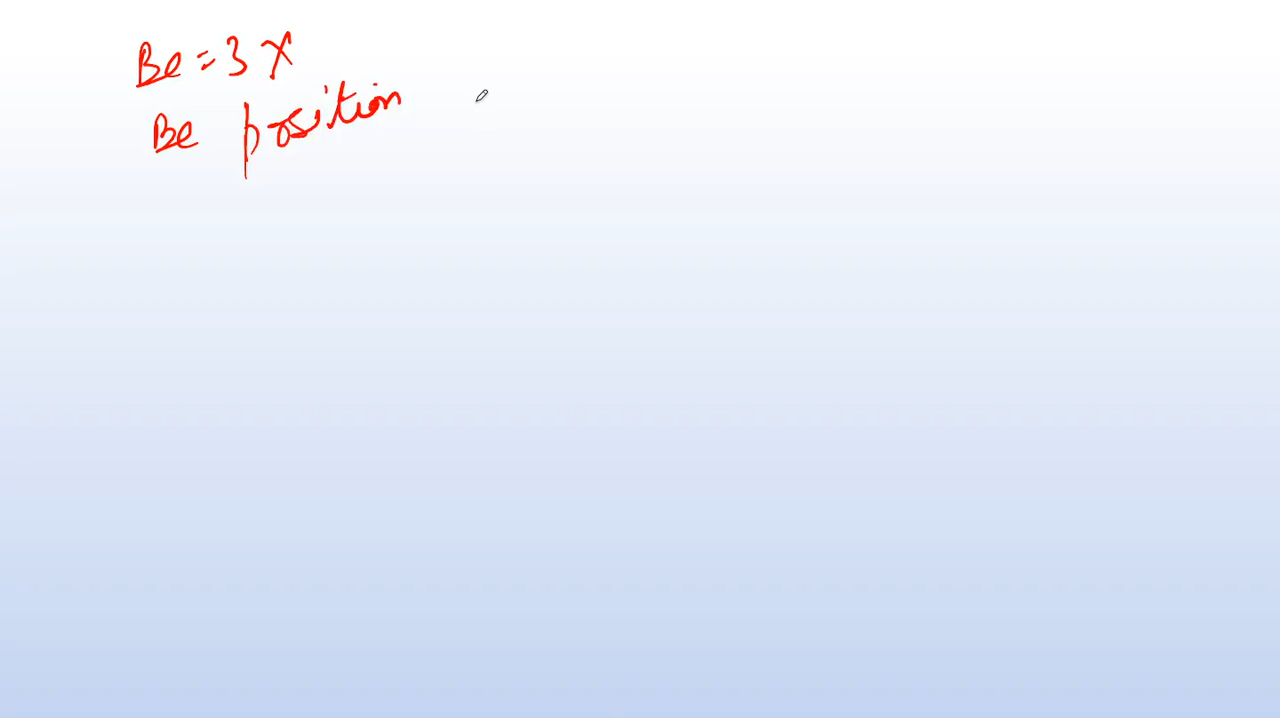 Be = 3 X
Be position